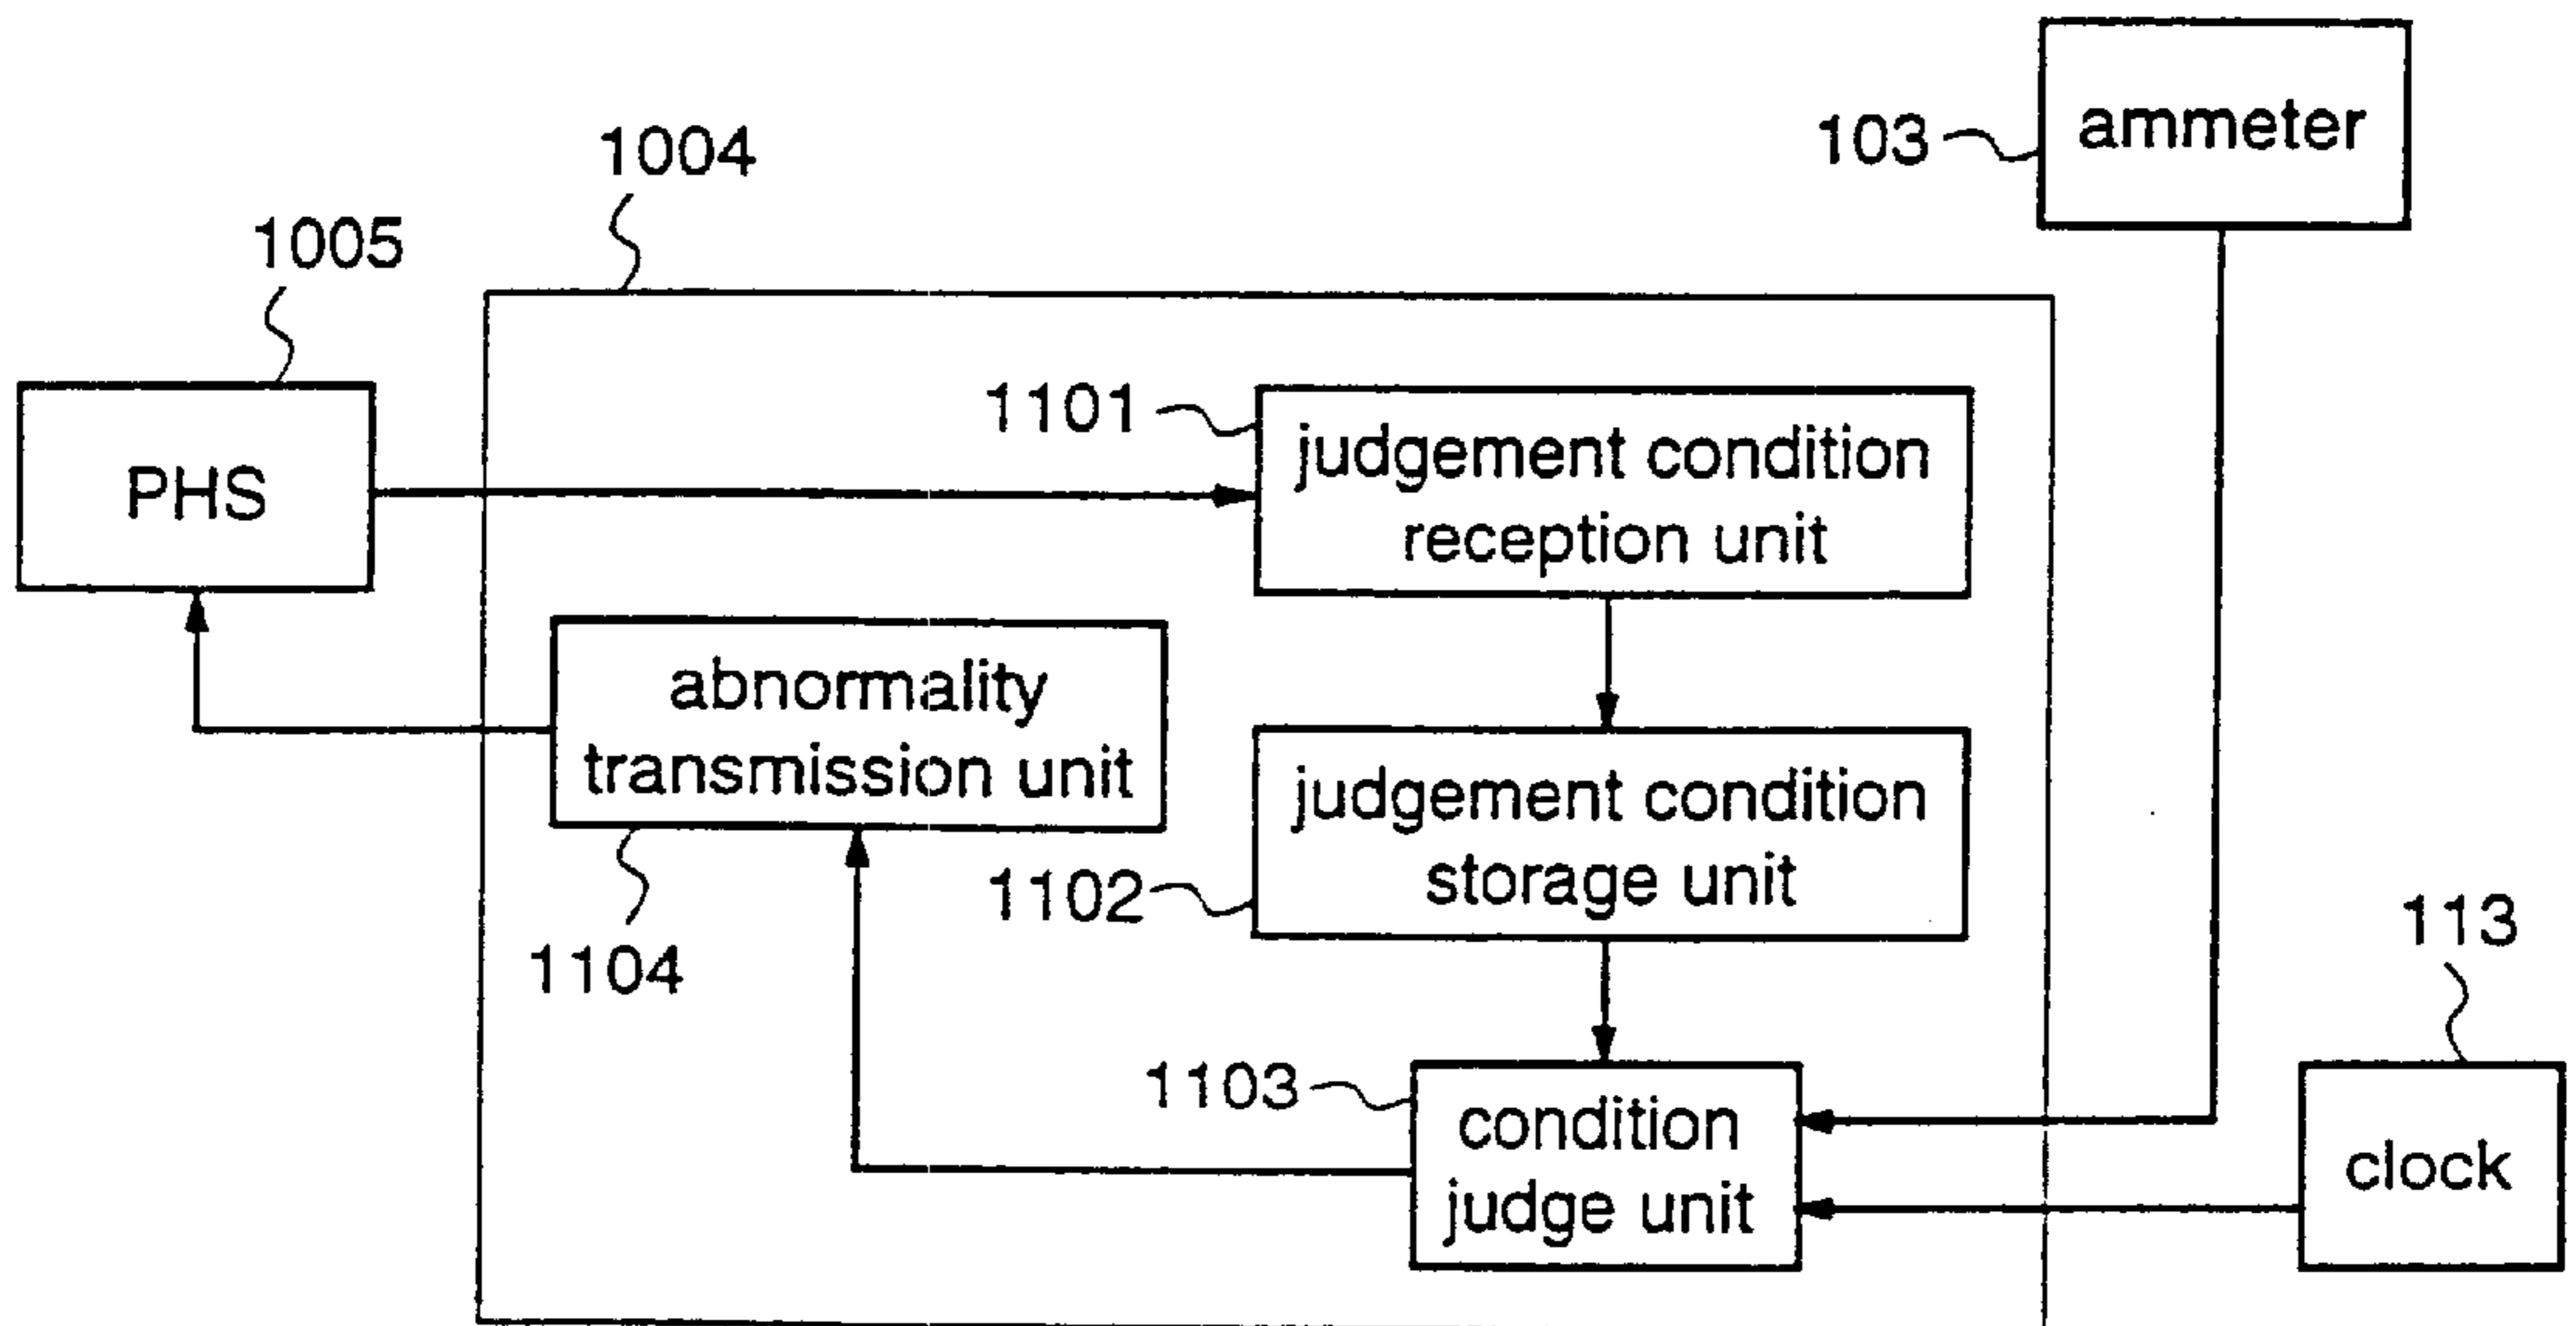 ammeter
103
1004
1005
PHS
1101
judgement condition
reception unit
abnormality
transmission unit
1104
judgement condition
storage unit
1102
1103
condition
judge unit
113
clock